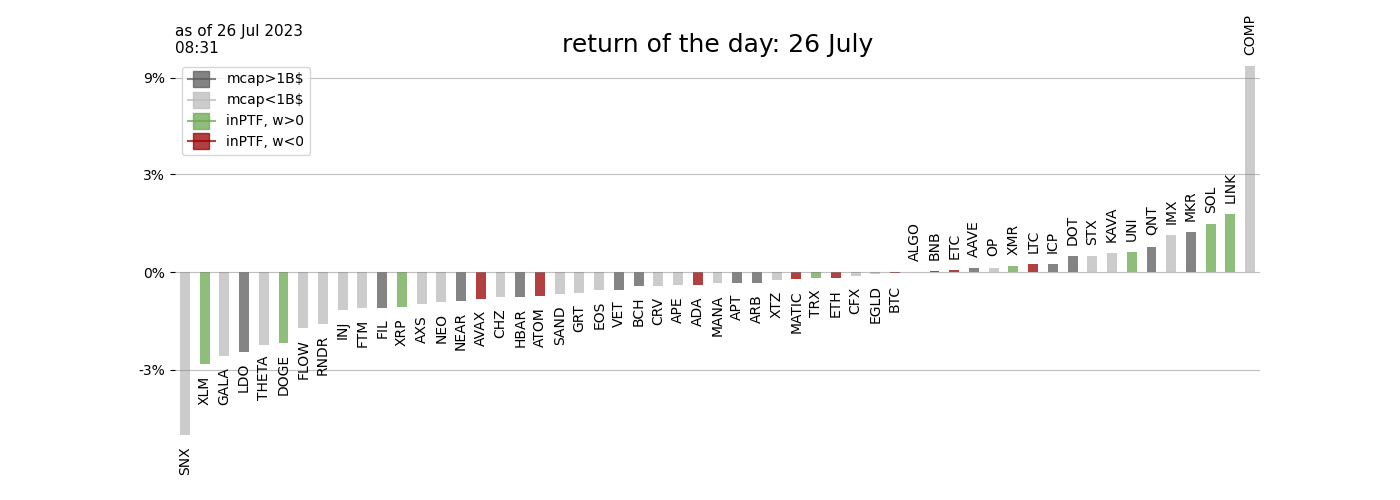 as of 26 Jul 2023
08:31
return of the day: 26 July
mcap>1B$
mcap<1B$
inPTF, w>0
inPTF, w<0
9%
3%
0%
-3%
SNX
XLM
GALA
LDO
THETA
DOGE
FLOW
RNDR
INJ
FTM
FIL
XRP
AXS
NEO
NEAR
AVAX
CHZ
HBAR
ATOM
SAND
GRT
EOS
VET
BCH
CRV
APE
ADA
MANA
APT
ARB
XTZ
MATIC
TRX
ETH
CFX
EGLD
BTC
ALGO
BNB
ETC
AAVE
OP
XMR
LTC
ICP
DOT
STX
KAVA
UNI
QNT
IMX
MKR
SOL
LINK
COMP